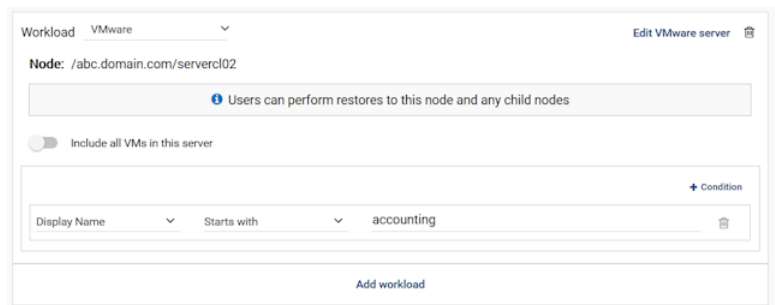 Workload VMware Edit VMware server
Node: /abc.domain.com/servercl02
Users can perform restores to this node and any child nodes
Include all VMs in this server
+ Condition
Display Name Starts with accounting
Add workload